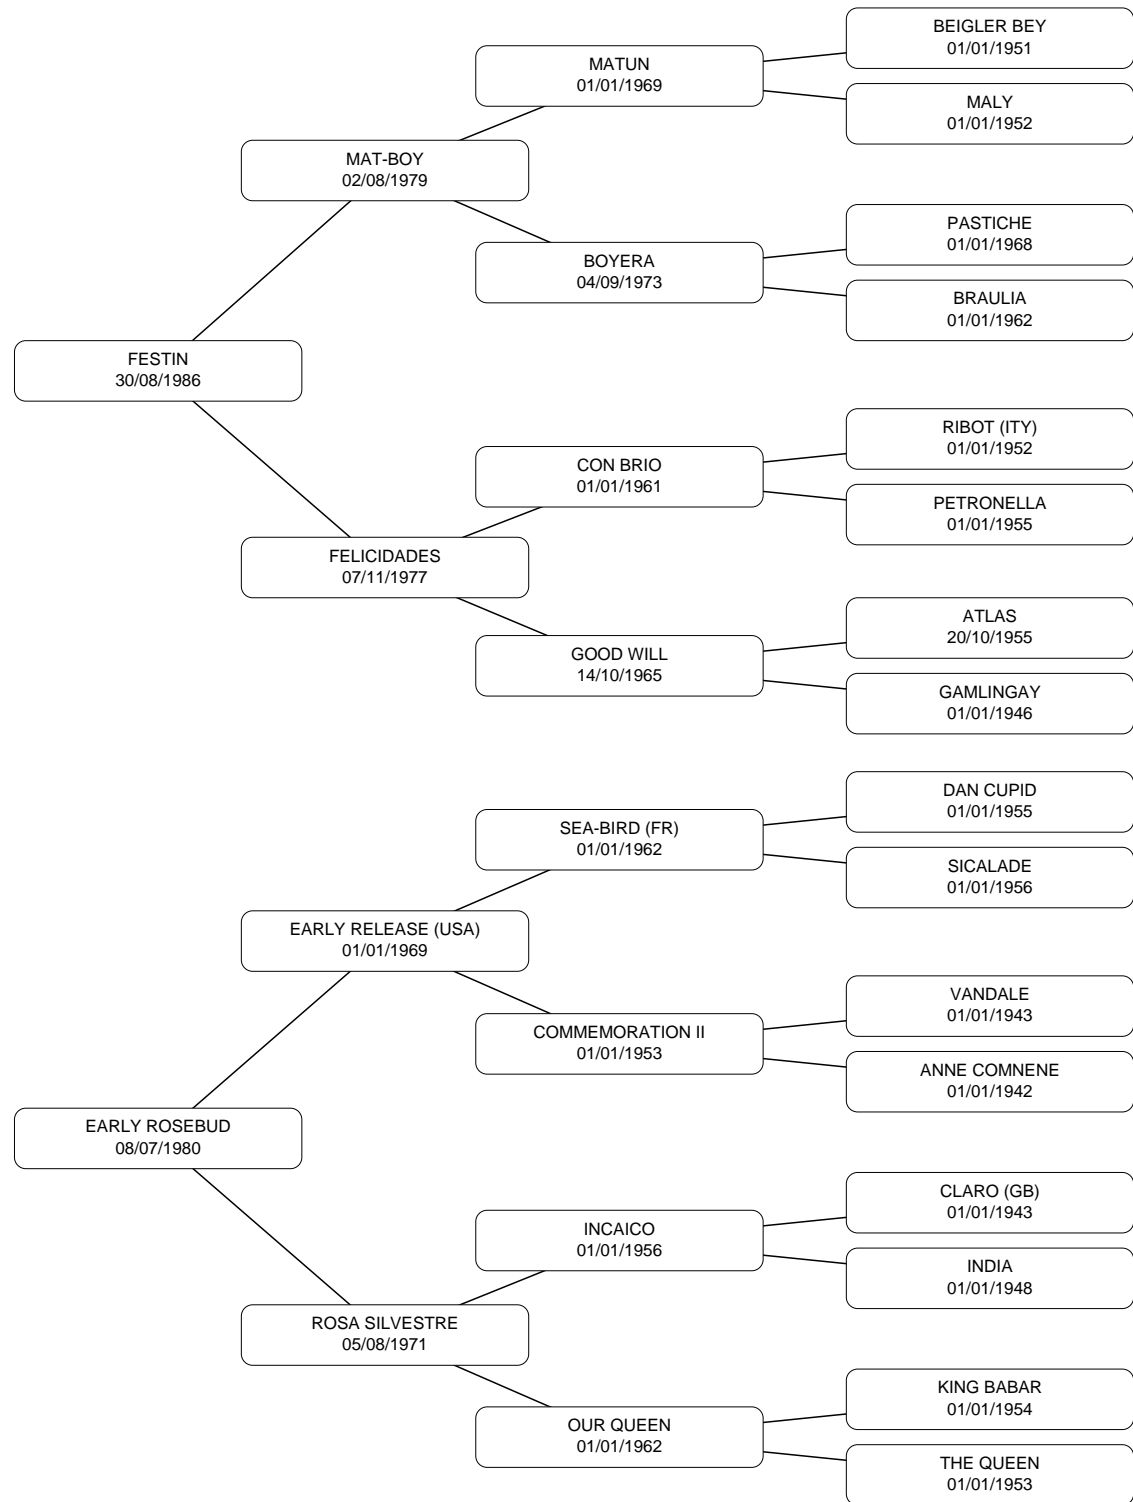 BEIGLER BEY
01/01/1951
MATUN
01/01/1969
MALY
01/01/1952
MAT-BOY
02/08/1979
PASTICHE
01/01/1968
BOYERA
04/09/1973
BRAULIA
01/01/1962
FESTIN
30/08/1986
RIBOT (ITY)
01/01/1952
CON BRIO
01/01/1961
PETRONELLA
01/01/1955
FELICIDADES
07/11/1977
ATLAS
20/10/1955
GOOD WILL
14/10/1965
GAMLINGAY
01/01/1946
DAN CUPID
01/01/1955
SEA-BIRD (FR)
01/01/1962
SICALADE
01/01/1956
EARLY RELEASE (USA)
01/01/1969
VANDALE
01/01/1943
COMMEMORATION II
01/01/1953
ANNE COMNENE
01/01/1942
EARLY ROSEBUD
08/07/1980
CLARO (GB)
01/01/1943
INCAICO
01/01/1956
INDIA
01/01/1948
ROSA SILVESTRE
05/08/1971
KING BABAR
01/01/1954
OUR QUEEN
01/01/1962
THE QUEEN
01/01/1953